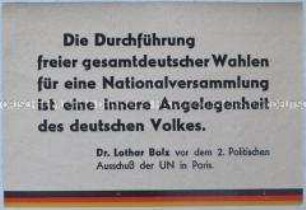 Die Durchführung
freier gesamtdeutscher Wahlen
für eine Nationalversammlung
ist eine innere Angelegenheit
des deutschen Volkes.
Dr. Lothar Bolz vor dem 2. Politischen
Ausschuß der UN in Paris.